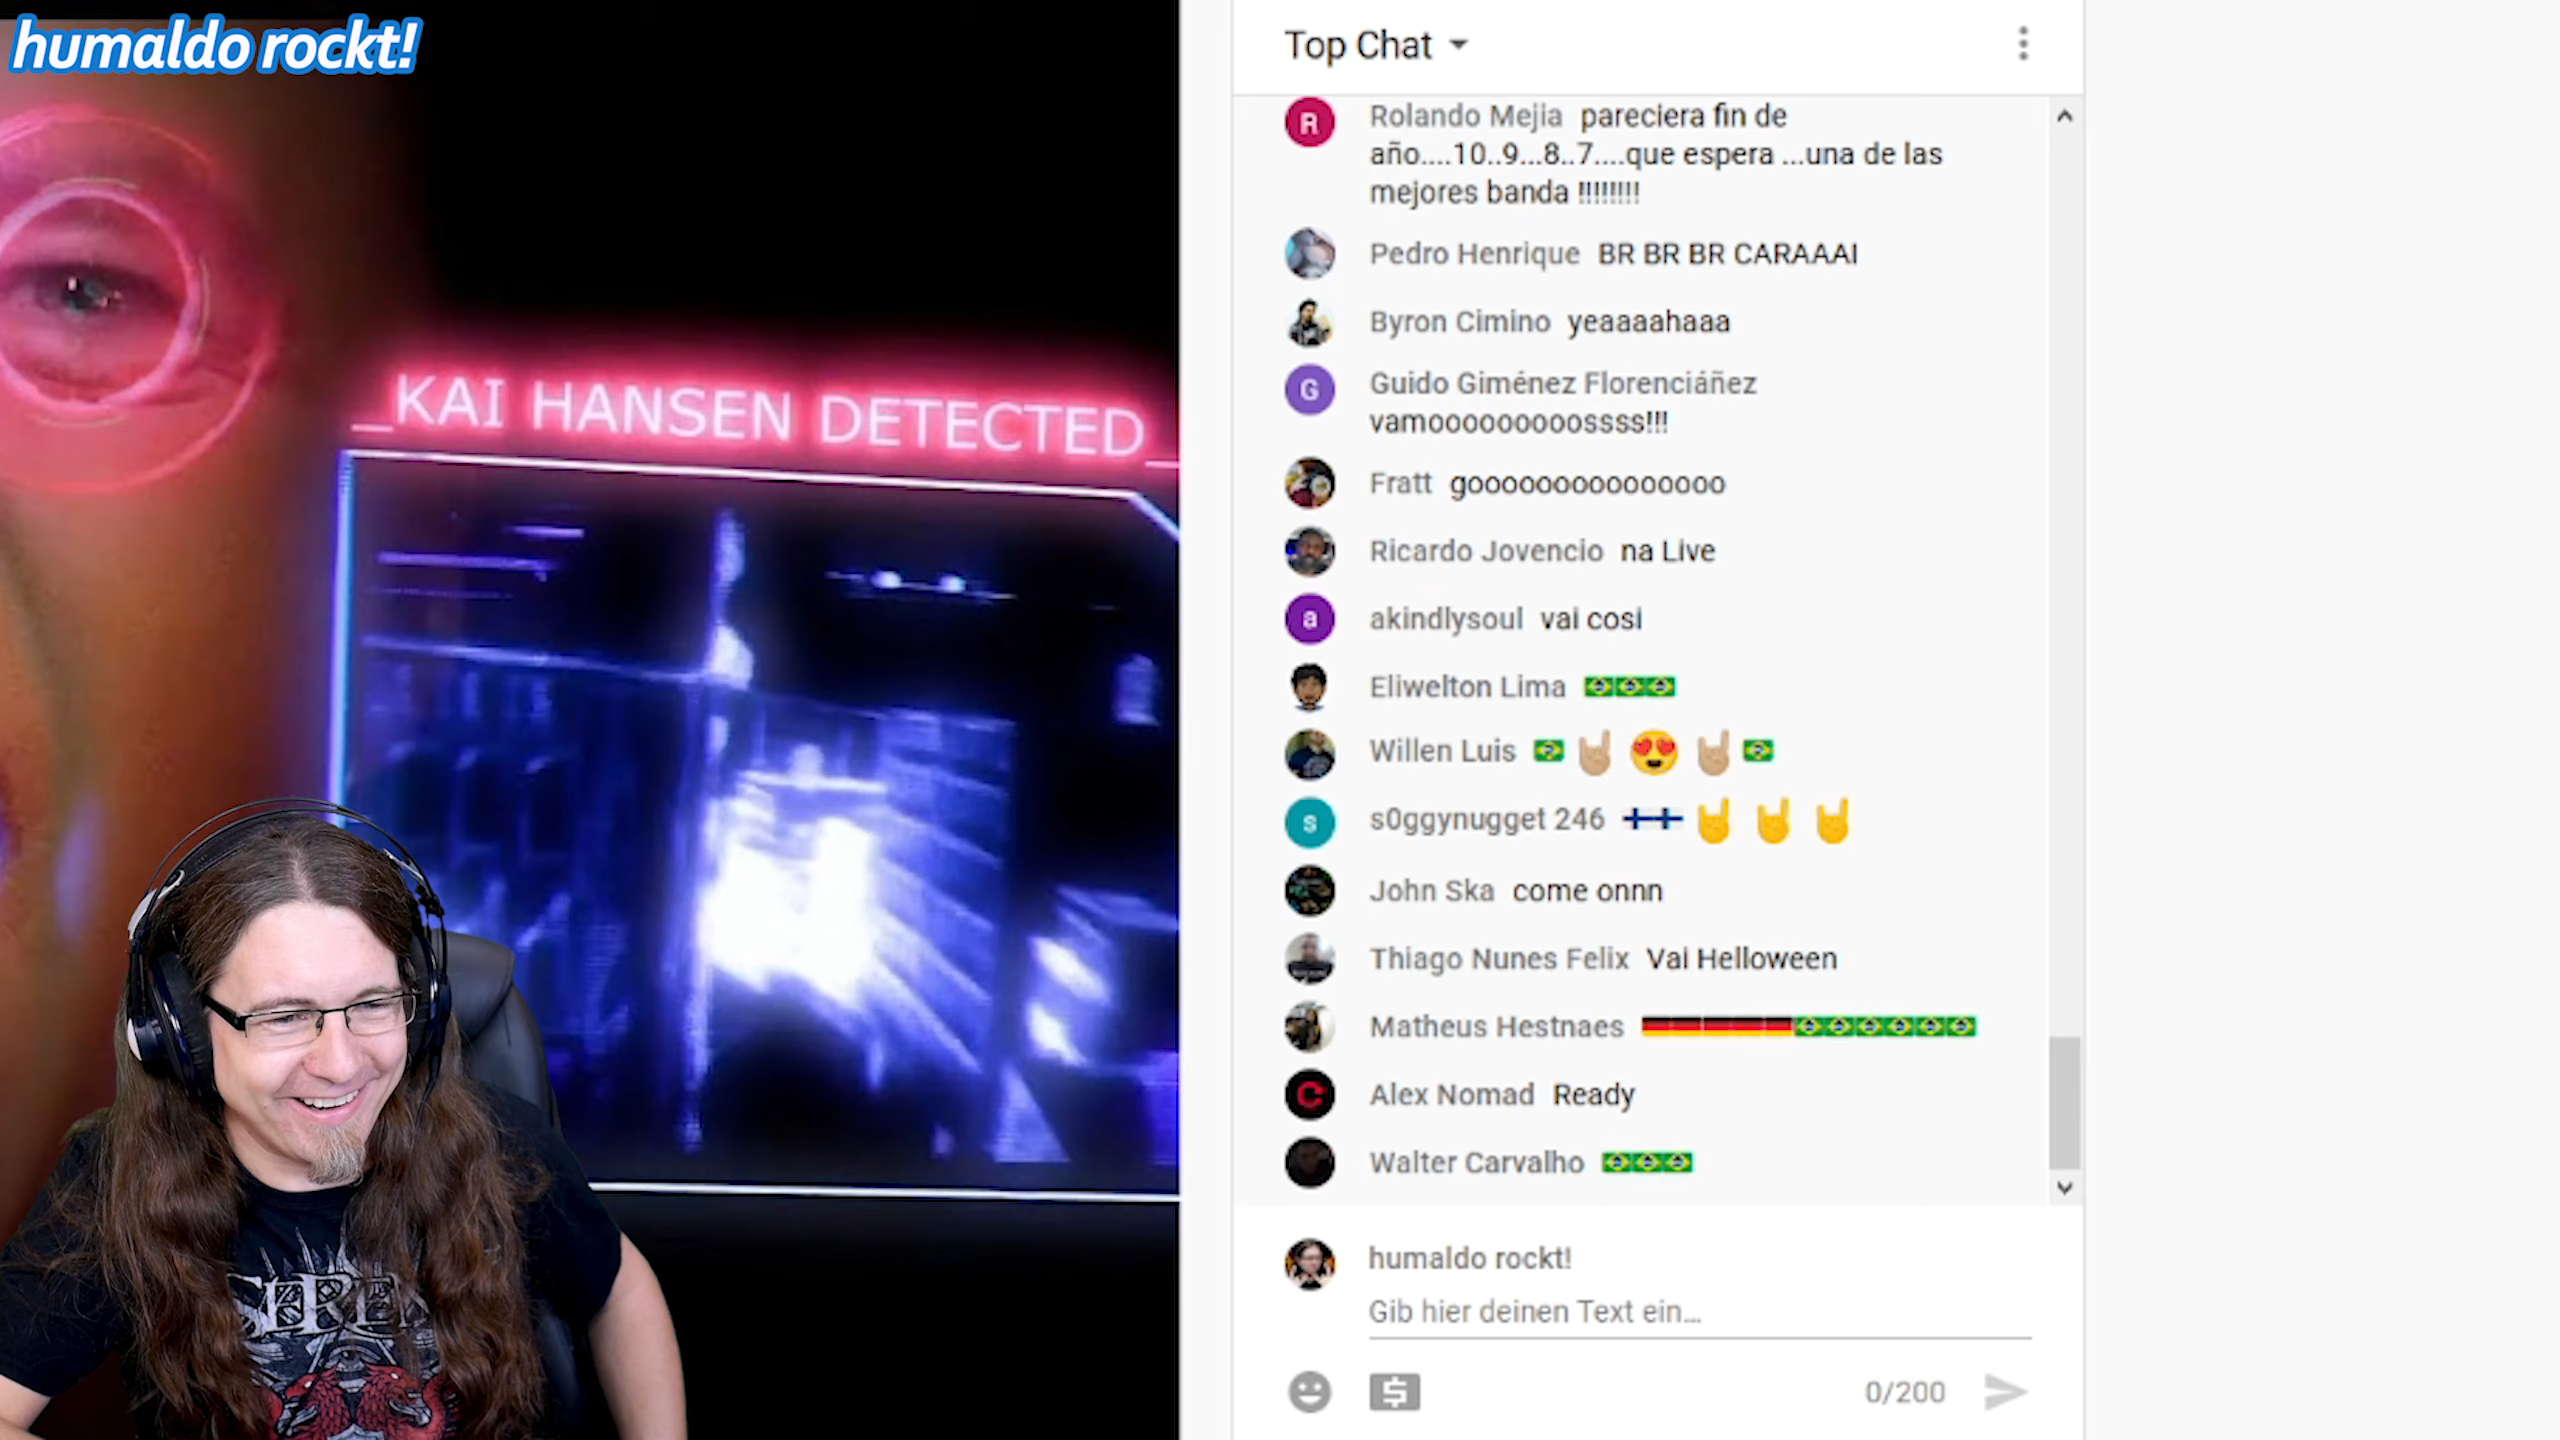 humaldo rockt!
_KAI HANSEN DETECTED_
Top Chat
R
Rolando Mejia pareciera fin de
año....10..9...8..7....que espera ...una de las
mejores banda !!!!!!!!
Pedro Henrique BR BR BR CARAAAI
Byron Cimino yeaaaahaaa
G
Guido Giménez Florenciáñez
vamooooooooossss!!!
Fratt gooooooooooooooo
Ricardo Jovencio na Live
a
akindlysoul vai cosi
Eliwelton Lima 🇧🇷🇧🇷🇧🇷
Willen Luis 🇧🇷🤘🏼😍🤘🏼🇧🇷
s
s0ggynugget 246 🇫🇮🇫🇮🤘🤘🤘
John Ska come onnn
Thiago Nunes Felix Vai Helloween
Matheus Hestnaes 🇩🇪🇩🇪🇩🇪🇩🇪🇩🇪🇧🇷🇧🇷🇧🇷🇧🇷🇧🇷🇧🇷
Alex Nomad Ready
Walter Carvalho 🇧🇷🇧🇷🇧🇷
humaldo rockt!
Gib hier deinen Text ein...
0/200